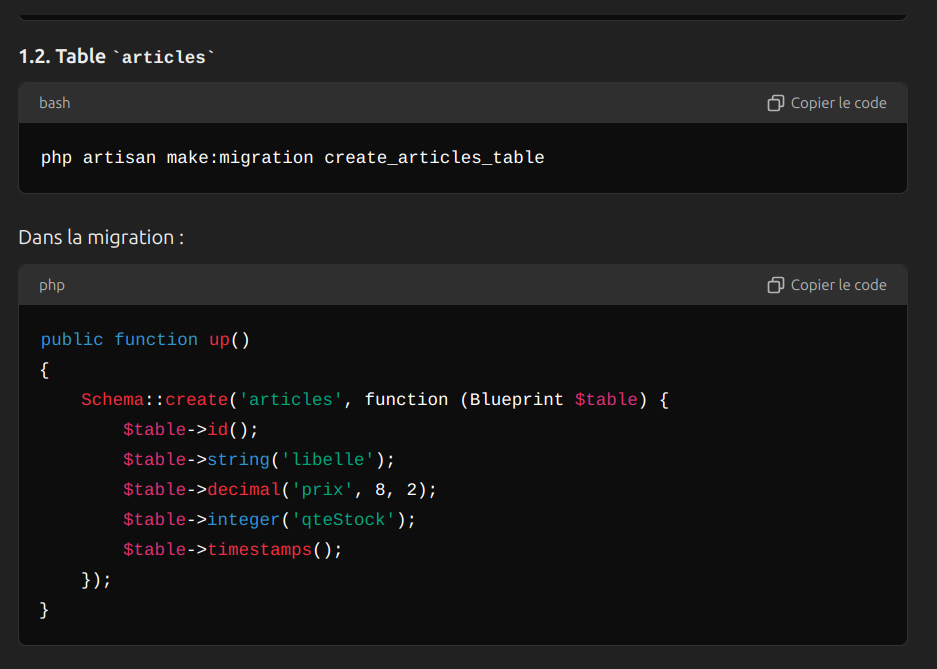 1.2. Table `articles`
bash
Copier le code
php artisan make:migration create_articles_table
Dans la migration :
php
Copier le code
public function up()
{
    Schema::create('articles', function (Blueprint $table) {
        $table->id();
        $table->string('libelle');
        $table->decimal('prix', 8, 2);
        $table->integer('qteStock');
        $table->timestamps();
    });
}